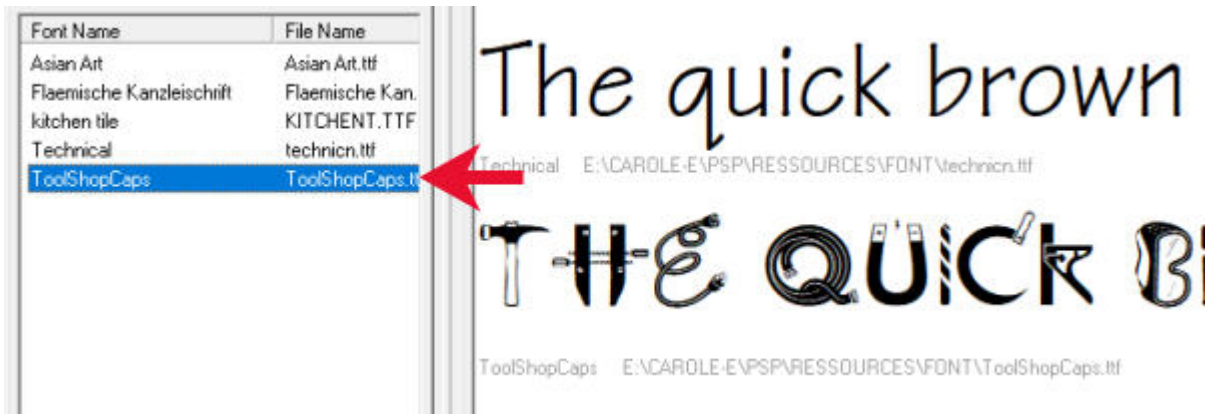 Font Name File Name
Asian Art Asian Art.ttf
Flaemische Kanzleischrift Flaemische Kan.
kitchen tile KITCHENT.TTF
Technical technicn.ttf
ToolShopCaps ToolShopCaps.tt
The quick brown
Technical E:\CAROLE-E\PSP\RESSOURCES\FONT\technicn.ttf
THE QUICK
ToolShopCaps E:\CAROLE-E\PSP\RESSOURCES\FONT\ToolShopCaps.ttf